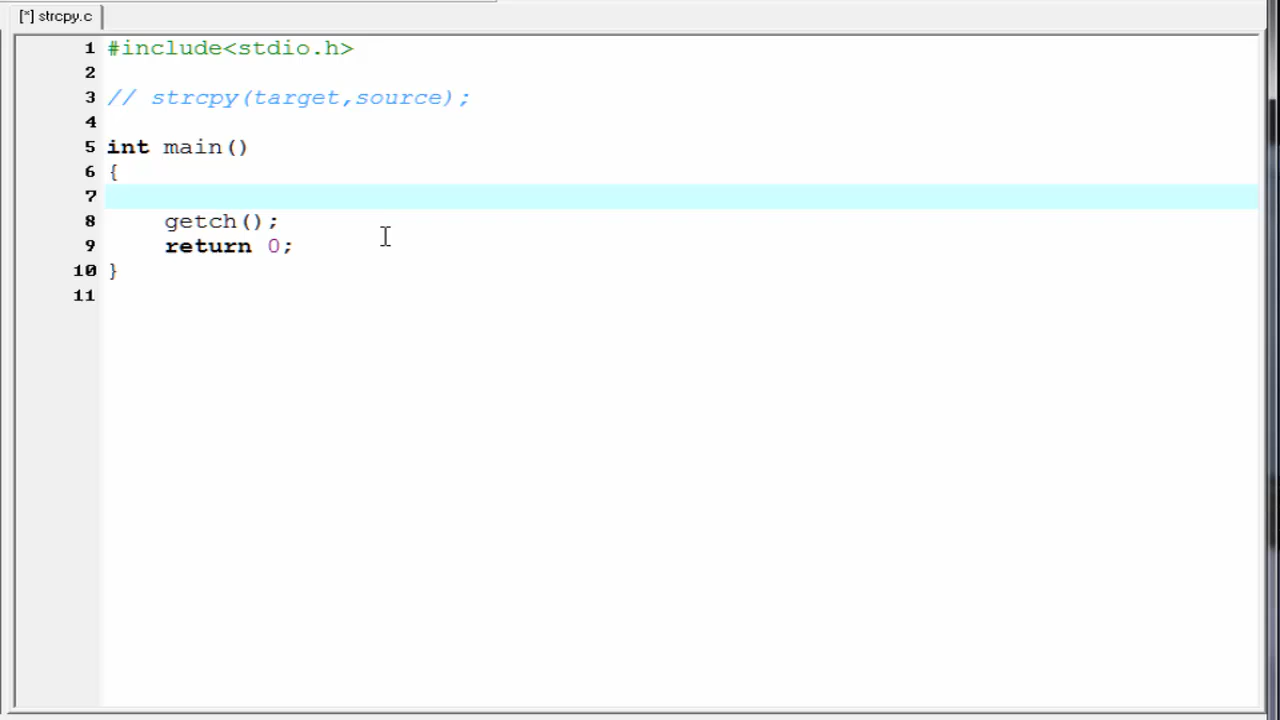 [*] strcpy.c
1 #include<stdio.h>
2
3 // strcpy(target,source);
4
5 int main()
6 {
7
8 getch();
9 return 0;
10 }
11